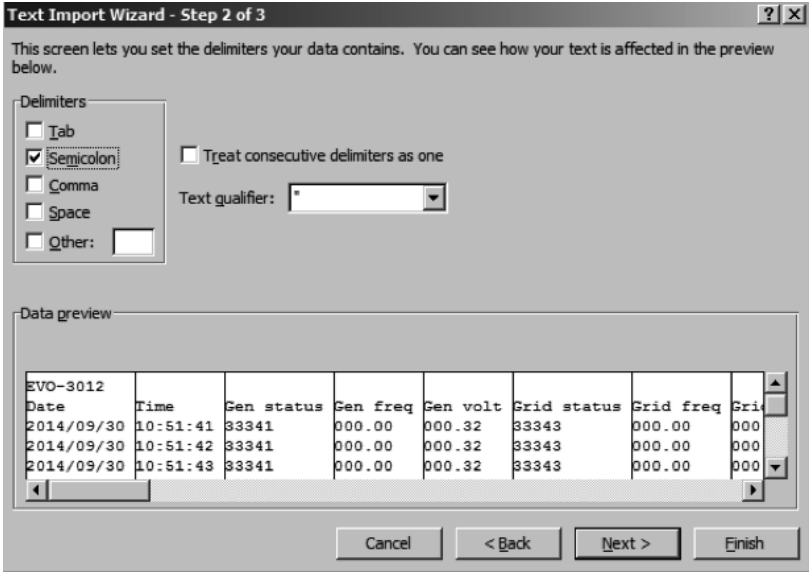 Text Import Wizard - Step 2 of 3
This screen lets you set the delimiters your data contains. You can see how your text is affected in the preview
below.
Delimiters
Tab
Semicolon
Comma
Space
Other:
Treat consecutive delimiters as one
Text qualifier: "
Data preview
EVO-3012
Date Time Gen status Gen freq Gen volt Grid status Grid freq Gri
2014/09/30 10:51:41 33341 000.00 000.32 33343 000.00 000
2014/09/30 10:51:42 33341 000.00 000.32 33343 000.00 000
2014/09/30 10:51:43 33341 000.00 000.32 33343 000.00 000
Cancel < Back Next > Finish